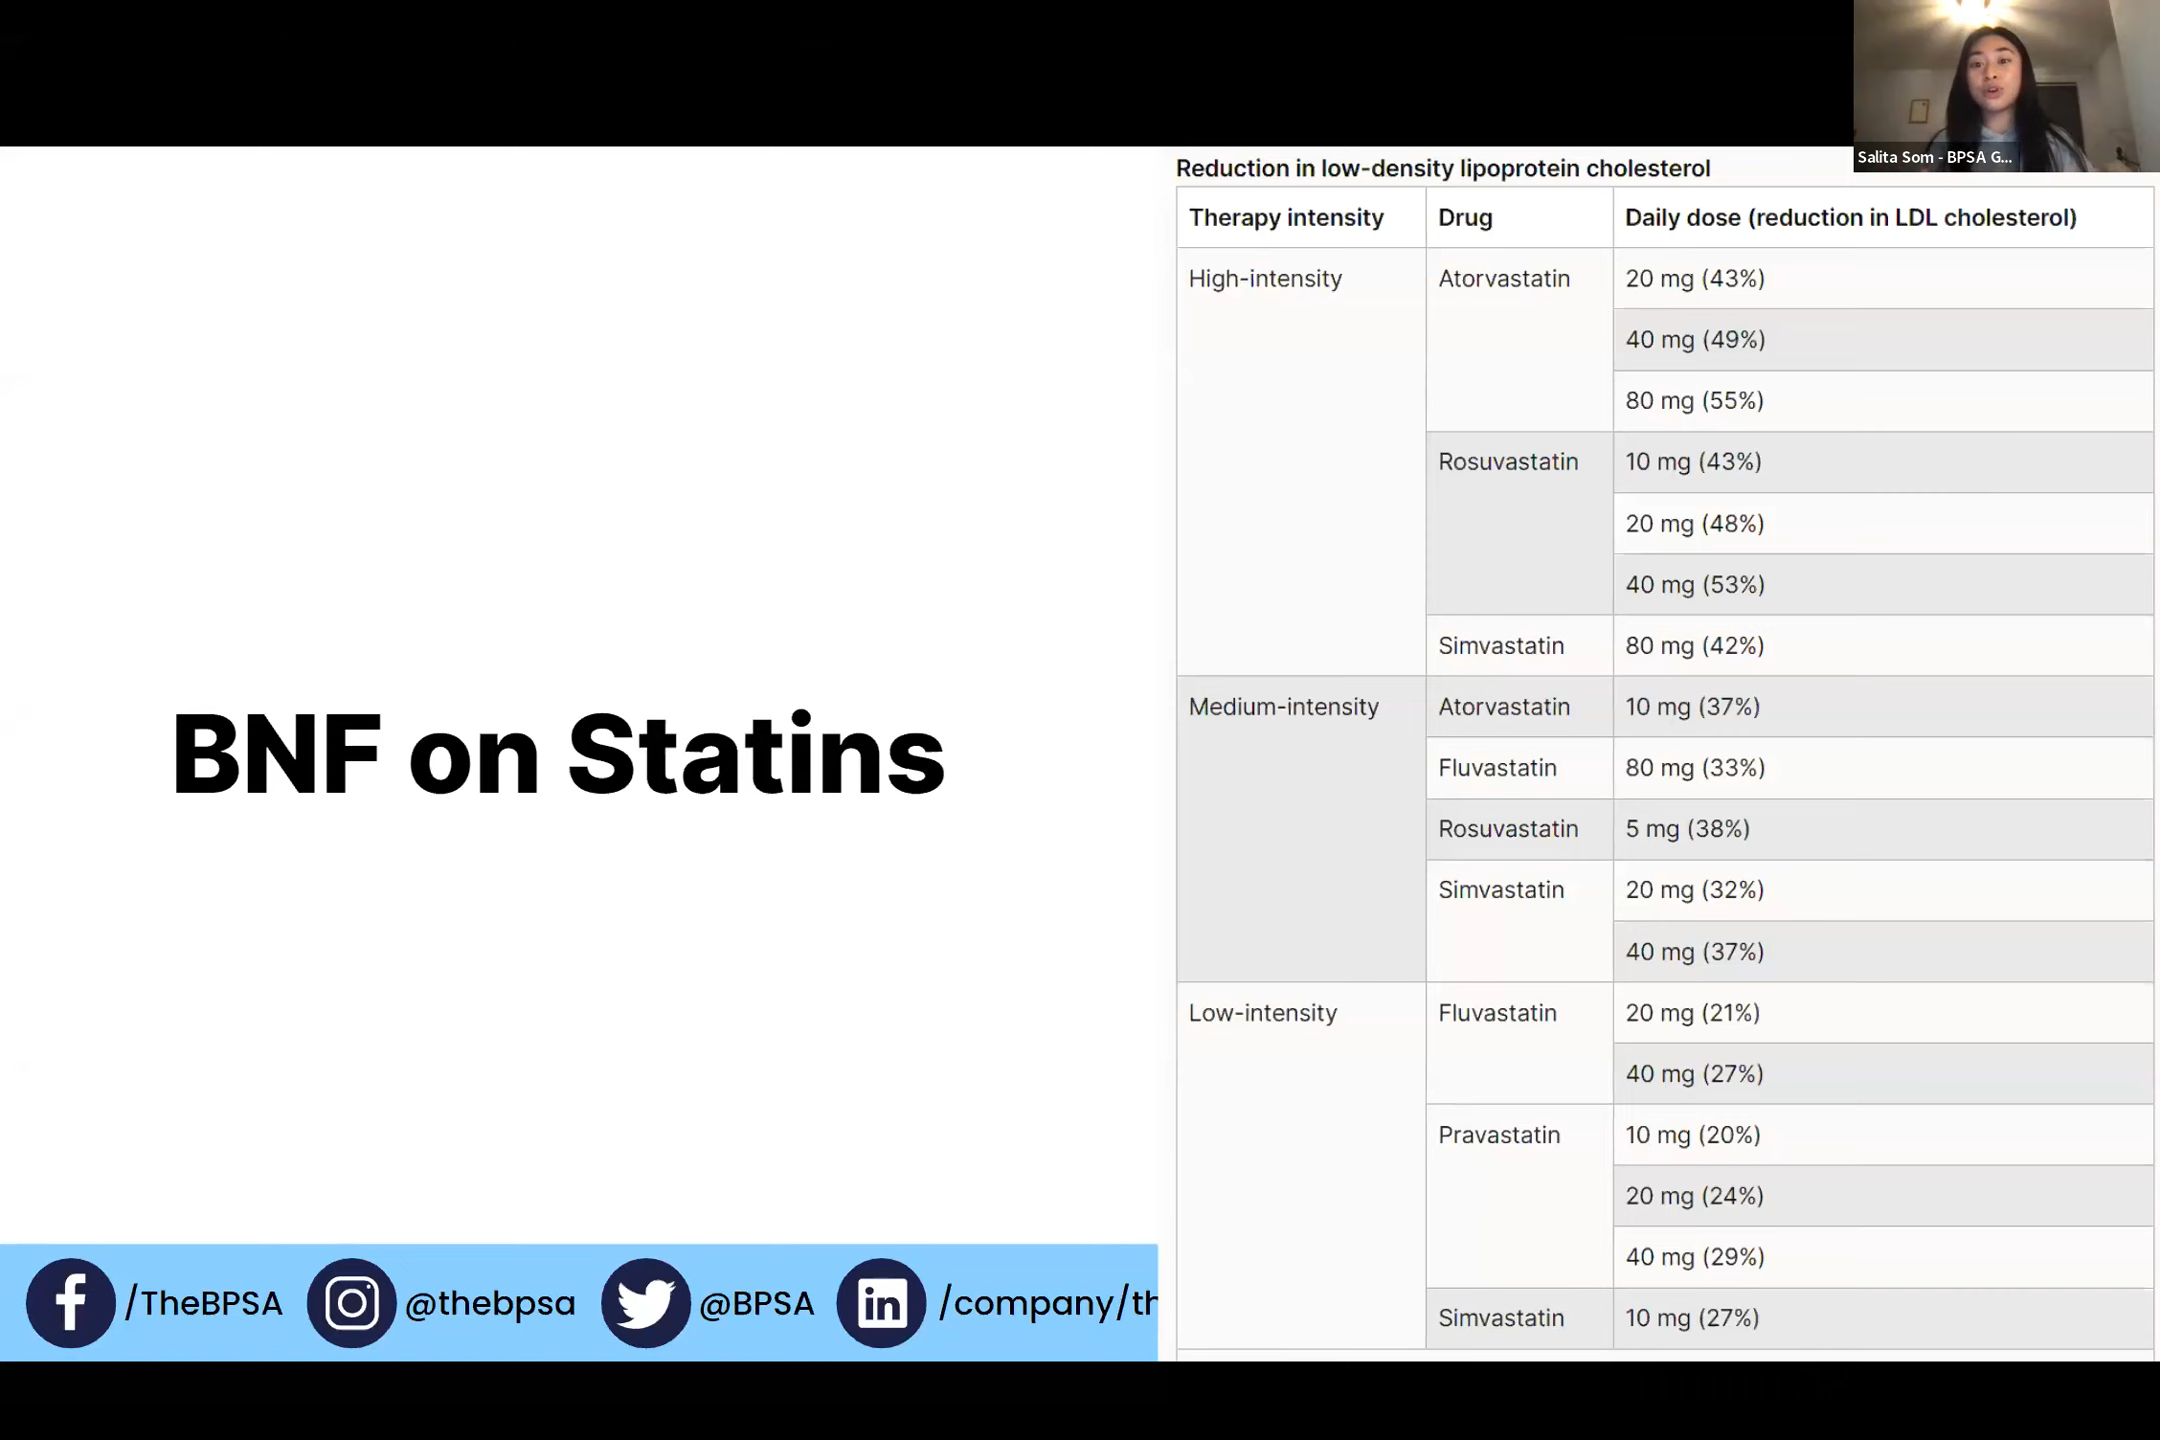 Salita Som - BPSA G...
BNF on Statins
Reduction in low-density lipoprotein cholesterol
Therapy intensity Drug Daily dose (reduction in LDL cholesterol)
High-intensity Atorvastatin 20 mg (43%)
40 mg (49%)
80 mg (55%)
Rosuvastatin 10 mg (43%)
20 mg (48%)
40 mg (53%)
Simvastatin 80 mg (42%)
Medium-intensity Atorvastatin 10 mg (37%)
Fluvastatin 80 mg (33%)
Rosuvastatin 5 mg (38%)
Simvastatin 20 mg (32%)
40 mg (37%)
Low-intensity Fluvastatin 20 mg (21%)
40 mg (27%)
Pravastatin 10 mg (20%)
20 mg (24%)
40 mg (29%)
Simvastatin 10 mg (27%)
/TheBPSA @thebpsa @BPSA /company/th